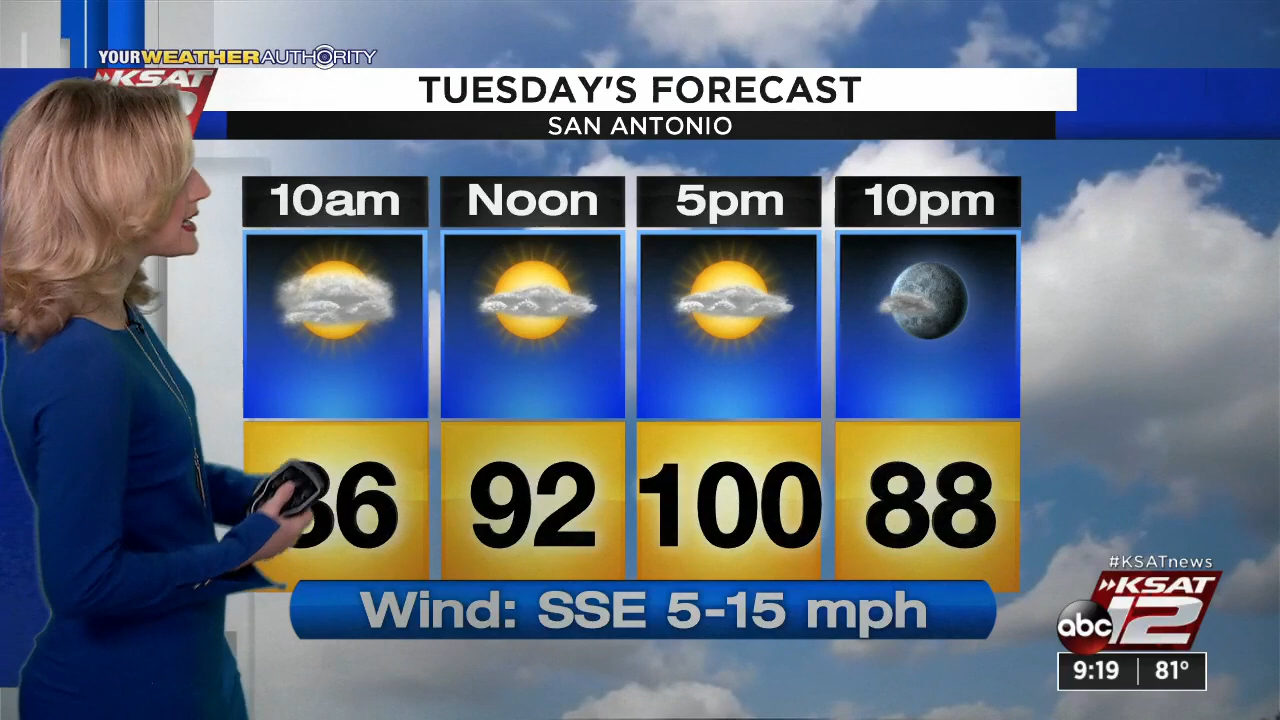 YOURWEATHERAUTHORITY
KSAT
TUESDAY'S FORECAST
SAN ANTONIO
10am Noon 5pm 10pm
86 92 100 88
Wind: SSE 5-15 mph
#KSATnews
KSAT
abc 12
9:19 81°